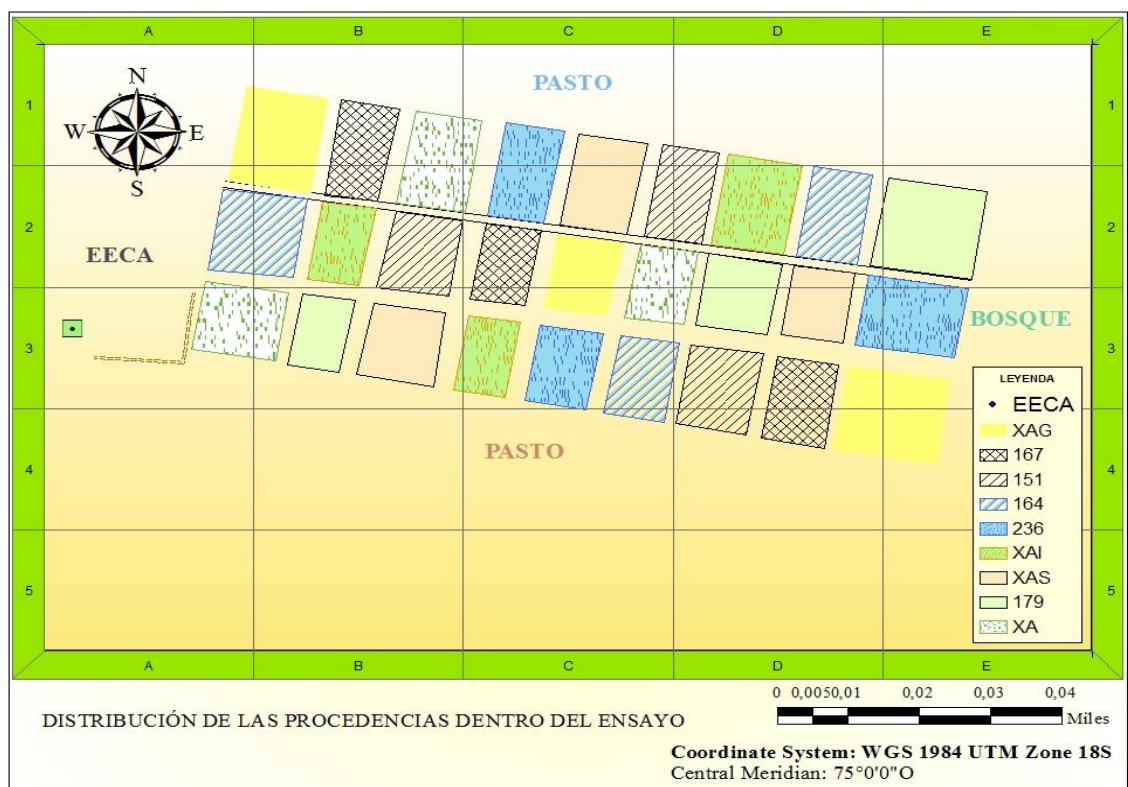 A B C D E
1 1
N
W E
S
PASTO
2 2
EECA
BOSQUE
3 3
LEYENDA
EECA
XAG
167
151
164
236
XAI
XAS
179
XA
PASTO
4 4
5 5
A B C D E
0 0,0050,01 0,02 0,03 0,04
Miles
DISTRIBUCIÓN DE LAS PROCEDENCIAS DENTRO DEL ENSAYO
Coordinate System: WGS 1984 UTM Zone 18S
Central Meridian: 75°0'0"O